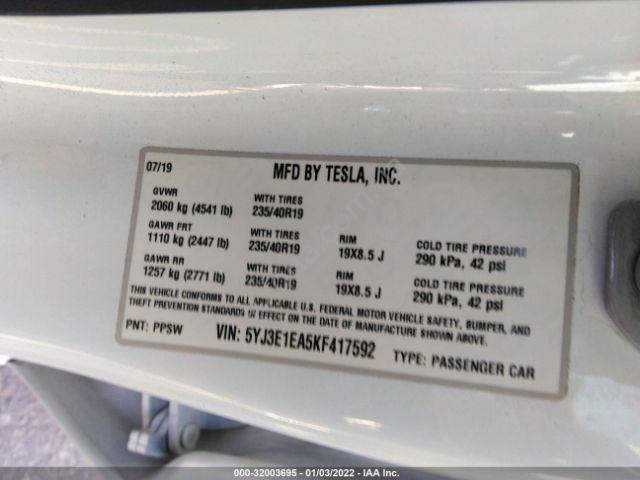 07/19 MFD BY TESLA, INC.
GVWR WITH TIRES
2060 kg (4541 lb) 235/40R19
GAWR FRT WITH TIRES RIM COLD TIRE PRESSURE
1110 kg (2447 lb) 235/40R19 19X8.5 J 290 kPa, 42 psi
GAWR RR WITH TIRES RIM COLD TIRE PRESSURE
1257 kg (2771 lb) 235/40R19 19X8.5 J 290 kPa, 42 psi
THIS VEHICLE CONFORMS TO ALL APPLICABLE U.S. FEDERAL MOTOR VEHICLE SAFETY, BUMPER, AND
THEFT PREVENTION STANDARDS IN EFFECT ON THE DATE OF MANUFACTURE SHOWN ABOVE.
PNT: PPSW VIN: 5YJ3E1EA5KF417592 TYPE: PASSENGER CAR
000-32003695 - 01/03/2022 - IAA Inc.